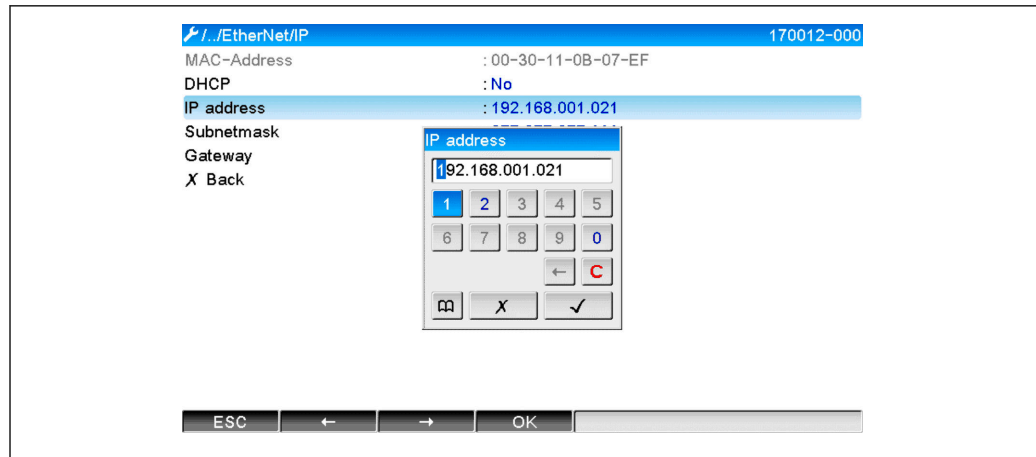 /../EtherNet/IP 170012-000
MAC-Address : 00-30-11-0B-07-EF
DHCP : No
IP address : 192.168.001.021
Subnetmask
Gateway
X Back
IP address
192.168.001.021
1 2 3 4 5
6 7 8 9 0
← C
X ✓
ESC ← → OK